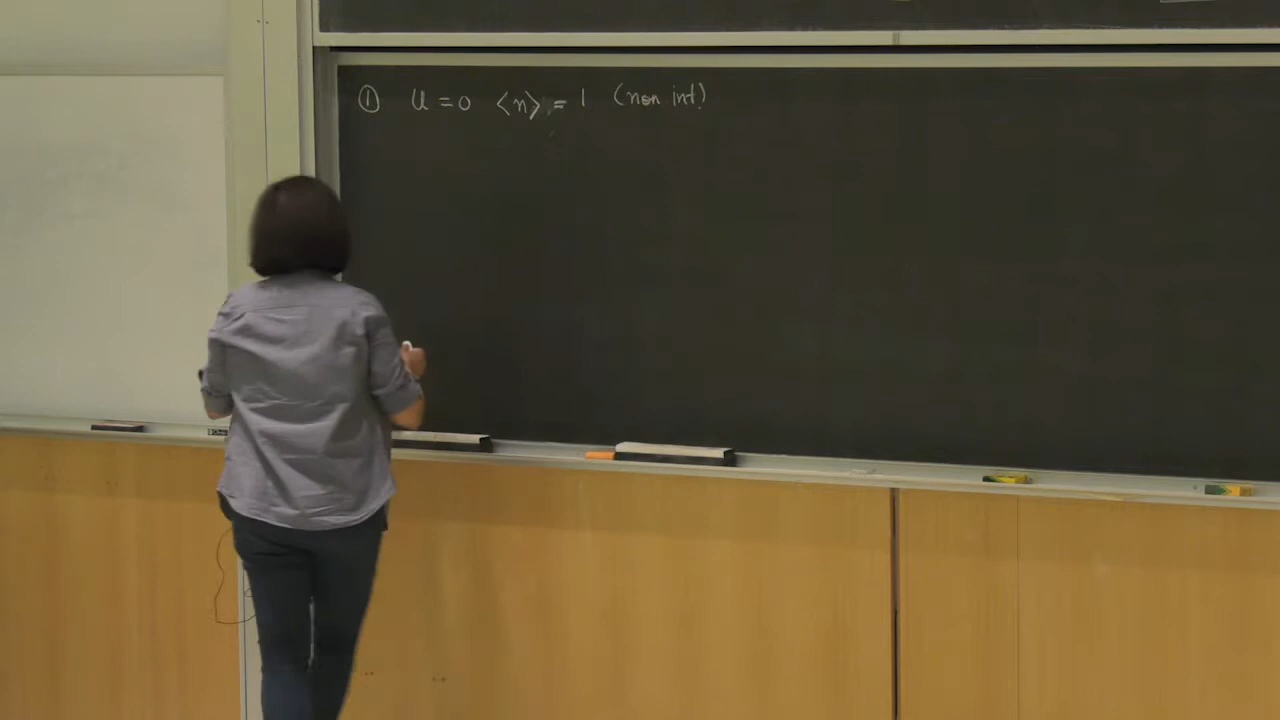 ① U = 0 ⟨n⟩ = 1 (non int)